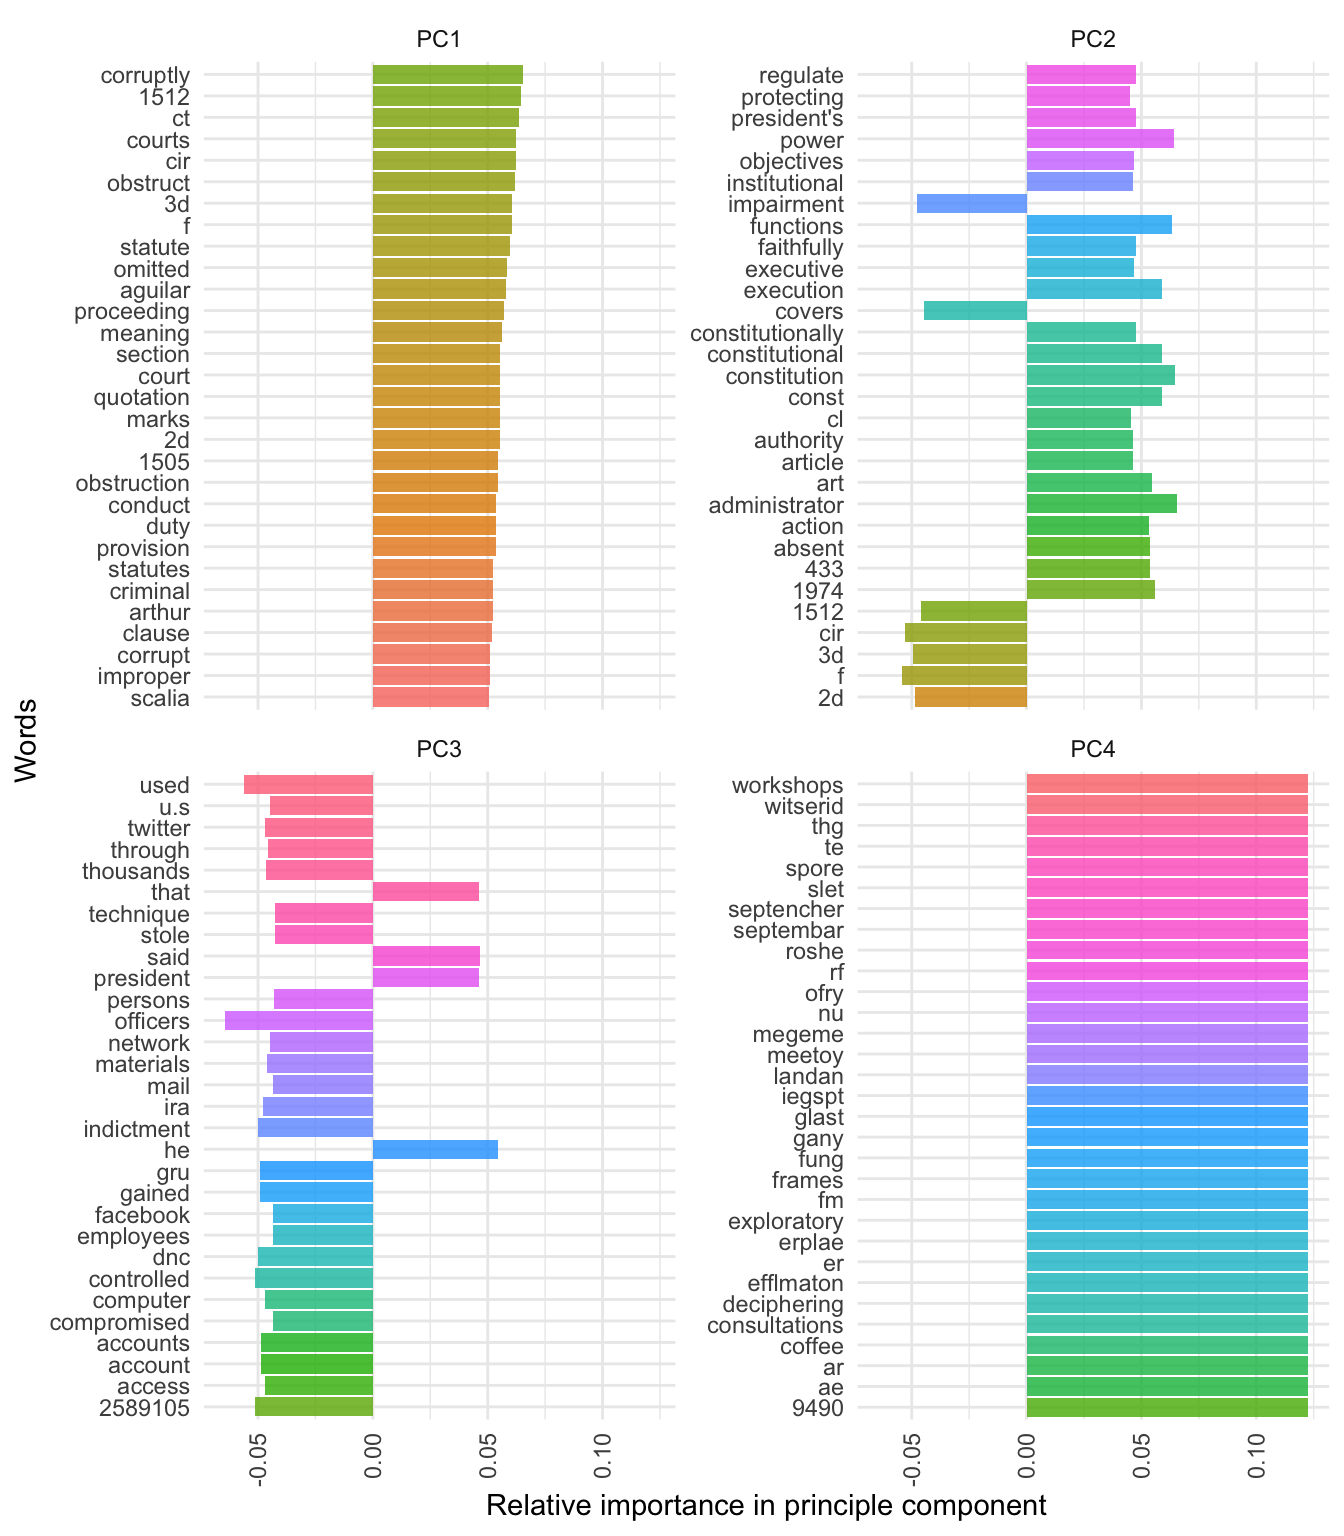 PC1
corruptly
1512
ct
courts
cir
obstruct
3d
f
statute
omitted
aguilar
proceeding
meaning
section
court
quotation
marks
2d
1505
obstruction
conduct
duty
provision
statutes
criminal
arthur
clause
corrupt
improper
scalia
PC2
regulate
protecting
president's
power
objectives
institutional
impairment
functions
faithfully
executive
execution
covers
constitutionally
constitutional
constitution
const
cl
authority
article
art
administrator
action
absent
433
1974
1512
cir
3d
f
2d
Words
PC3
used
u.s
twitter
through
thousands
that
technique
stole
said
president
persons
officers
network
materials
mail
ira
indictment
he
gru
gained
facebook
employees
dnc
controlled
computer
compromised
accounts
account
access
2589105
-0.05
0.00
0.05
0.10
PC4
workshops
witserid
thg
te
spore
slet
septencher
septembar
roshe
rf
ofry
nu
megeme
meetoy
landan
iegspt
glast
gany
fung
frames
fm
exploratory
erplae
er
efflmaton
deciphering
consultations
coffee
ar
ae
9490
-0.05
0.00
0.05
0.10
Relative importance in principle component